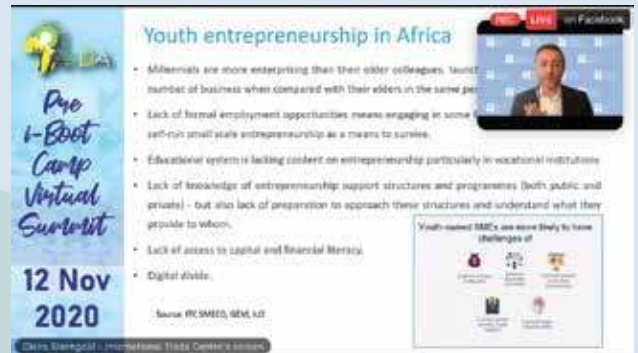 Youth entrepreneurship in Africa
REC LIVE on Facebook
Pre
i-Boot
Camp
Virtual
Summit
12 Nov
2020
• Millennials are more enterprising than their older colleagues, launch
number of business when compared with their elders in the same pe
• Lack of formal employment opportunities means engaging in some
self-run small scale entrepreneurship as a means to survive.
• Educational system is lacking content on entrepreneurship particularly in vocational institutions
• Lack of knowledge of entrepreneurship support structures and programmes (both public and
private) - but also lack of preparation to approach these structures and understand what they
provide to whom.
• Lack of access to capital and financial literacy.
• Digital divide.
Youth-owned SMEs are more likely to have
challenges of
Source: ITC SMECS, GEM, ILO
International Trade Center's screen